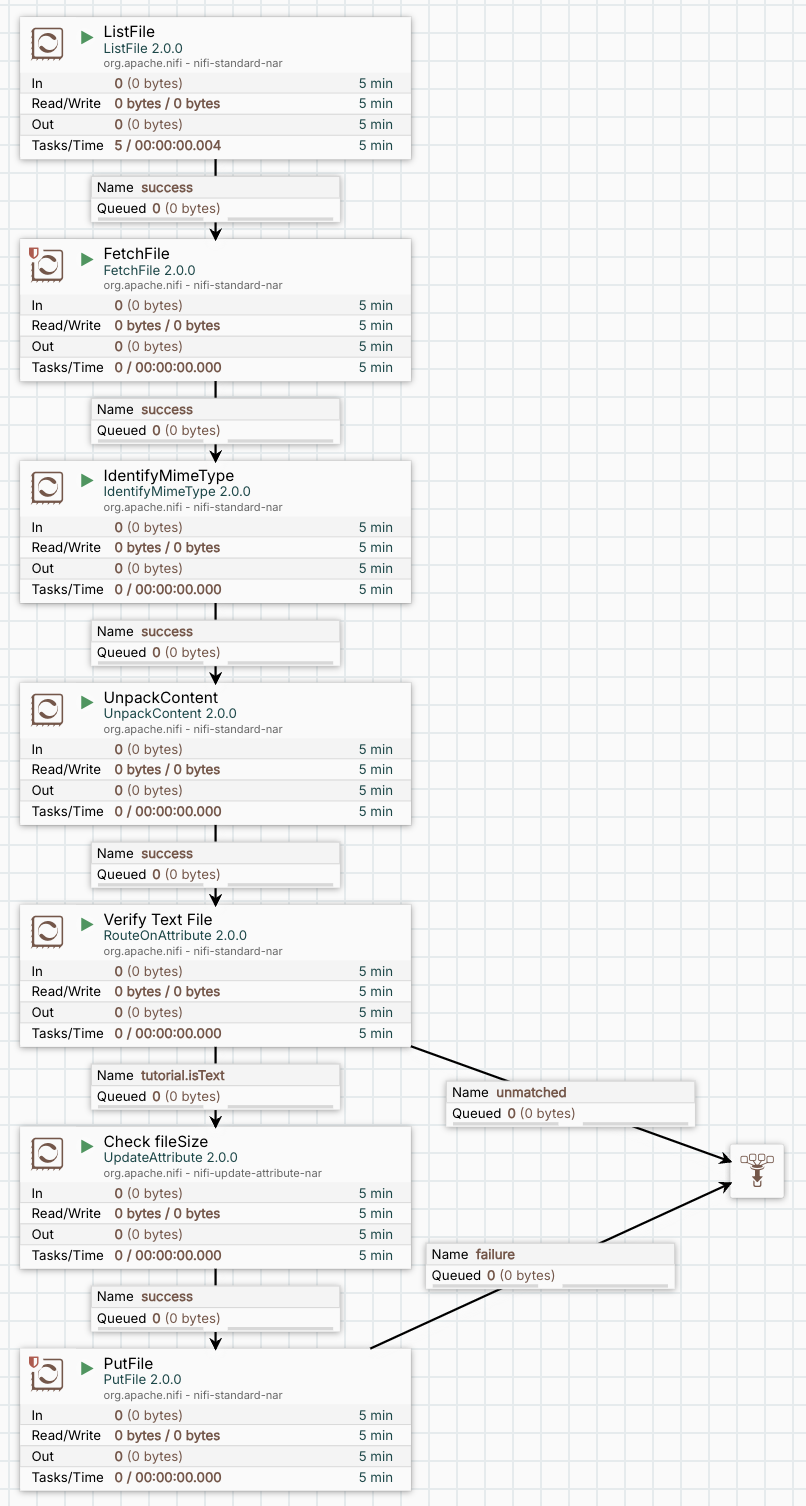 ListFile
ListFile 2.0.0
org.apache.nifi - nifi-standard-nar
In 0 (0 bytes) 5 min
Read/Write 0 bytes / 0 bytes 5 min
Out 0 (0 bytes) 5 min
Tasks/Time 5 / 00:00:00.004 5 min
Name success
Queued 0 (0 bytes)
FetchFile
FetchFile 2.0.0
org.apache.nifi - nifi-standard-nar
In 0 (0 bytes) 5 min
Read/Write 0 bytes / 0 bytes 5 min
Out 0 (0 bytes) 5 min
Tasks/Time 0 / 00:00:00.000 5 min
Name success
Queued 0 (0 bytes)
IdentifyMimeType
IdentifyMimeType 2.0.0
org.apache.nifi - nifi-standard-nar
In 0 (0 bytes) 5 min
Read/Write 0 bytes / 0 bytes 5 min
Out 0 (0 bytes) 5 min
Tasks/Time 0 / 00:00:00.000 5 min
Name success
Queued 0 (0 bytes)
UnpackContent
UnpackContent 2.0.0
org.apache.nifi - nifi-standard-nar
In 0 (0 bytes) 5 min
Read/Write 0 bytes / 0 bytes 5 min
Out 0 (0 bytes) 5 min
Tasks/Time 0 / 00:00:00.000 5 min
Name success
Queued 0 (0 bytes)
Verify Text File
RouteOnAttribute 2.0.0
org.apache.nifi - nifi-standard-nar
In 0 (0 bytes) 5 min
Read/Write 0 bytes / 0 bytes 5 min
Out 0 (0 bytes) 5 min
Tasks/Time 0 / 00:00:00.000 5 min
Name tutorial.isText
Queued 0 (0 bytes)
Name unmatched
Queued 0 (0 bytes)
Check fileSize
UpdateAttribute 2.0.0
org.apache.nifi - nifi-update-attribute-nar
In 0 (0 bytes) 5 min
Read/Write 0 bytes / 0 bytes 5 min
Out 0 (0 bytes) 5 min
Tasks/Time 0 / 00:00:00.000 5 min
Name failure
Queued 0 (0 bytes)
Name success
Queued 0 (0 bytes)
PutFile
PutFile 2.0.0
org.apache.nifi - nifi-standard-nar
In 0 (0 bytes) 5 min
Read/Write 0 bytes / 0 bytes 5 min
Out 0 (0 bytes) 5 min
Tasks/Time 0 / 00:00:00.000 5 min